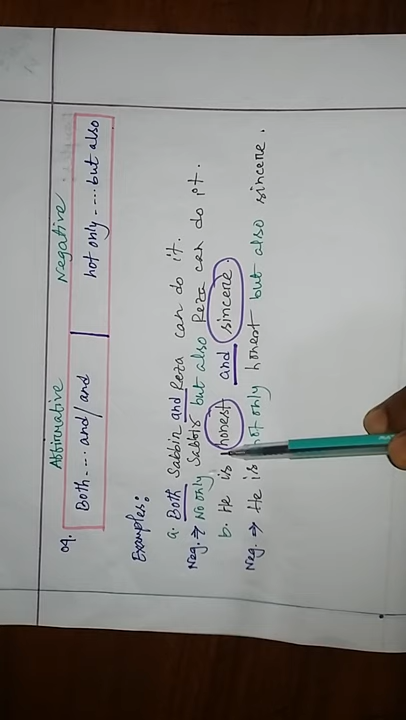 Affirmative Negative
09. Both ---- and/and not only ---- but also
Examples:
a. Both Sabbir and Reza can do it.
Neg. ⇒ No only Sabbir but also Reza can do it.
b. He is honest and sincere.
Neg. ⇒ He is not only honest but also sincere.